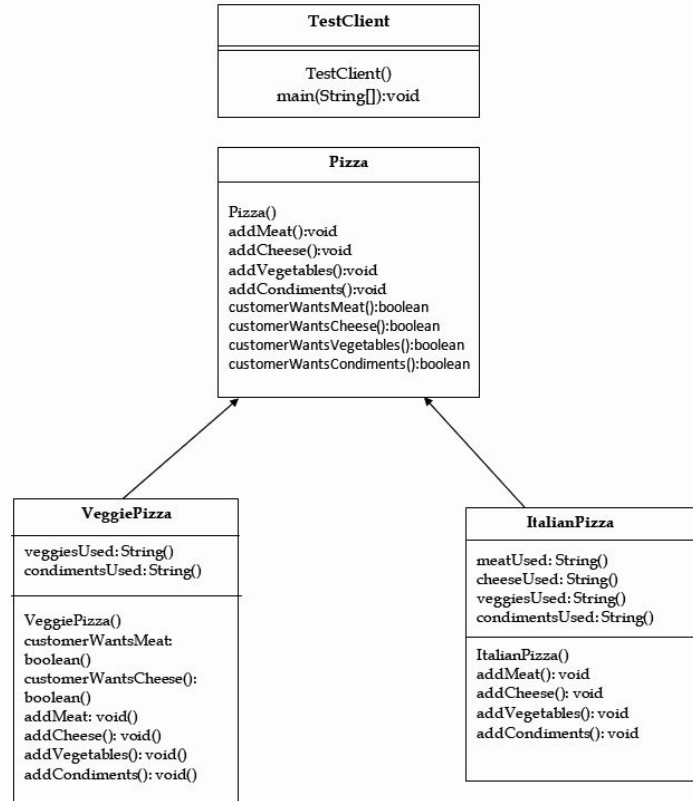 TestClient
TestClient()
main(String[]):void
Pizza
Pizza()
addMeat():void
addCheese():void
addVegetables():void
addCondiments():void
customerWantsMeat():boolean
customerWantsCheese():boolean
customerWantsVegetables():boolean
customerWantsCondiments():boolean
VeggiePizza
veggiesUsed: String()
condimentsUsed: String()
VeggiePizza()
customerWantsMeat:
boolean()
customerWantsCheese():
boolean()
addMeat: void()
addCheese(): void()
addVegetables(): void()
addCondiments(): void()
ItalianPizza
meatUsed: String()
cheeseUsed: String()
veggiesUsed: String()
condimentsUsed: String()
ItalianPizza()
addMeat(): void
addCheese(): void
addVegetables(): void
addCondiments(): void